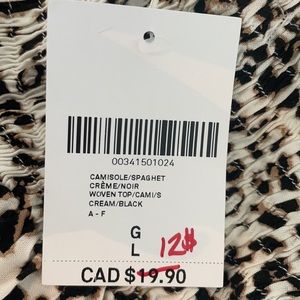 00341501024
CAMISOLE/SPAGHET
CRÈME/NOIR
WOVEN TOP/CAMI/S
CREAM/BLACK
A - F
G
L 12$
CAD $19.90